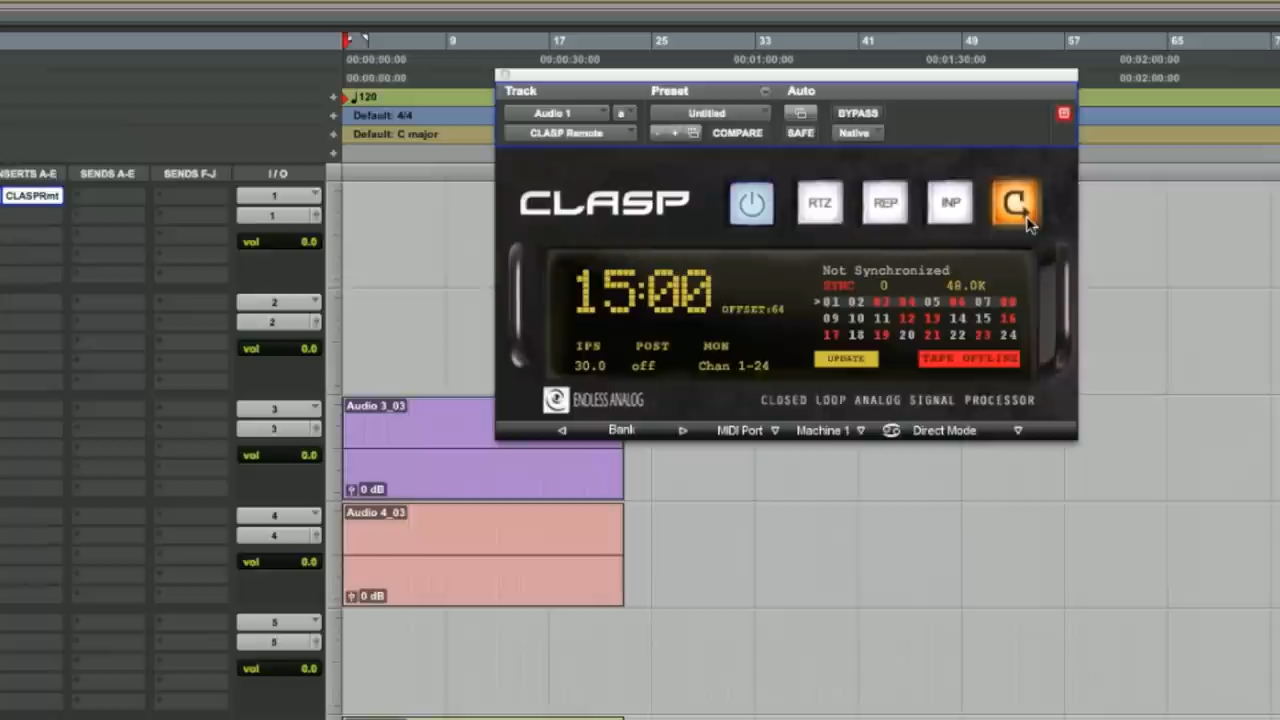 9 17 25 33 41 49 57 65
00:00:00:00 00:00:30:00 00:01:00:00 00:01:30:00 00:02:00:00
00:00:00:00 00:02:00:00
120
Default: 4/4
Default: C major
NSERTS A-E SENDS A-E SENDS F-J I / O
CLASPRmt
1
1
vol 0.0
2
2
vol 0.0
3
3
vol 0.0
4
4
vol 0.0
5
5
vol 0.0
Audio 3_03
0 dB
Audio 4_03
0 dB
Track Preset Auto
Audio 1 a Untitled BYPASS
CLASP Remote - + COMPARE SAFE Native
CLASP RTZ REP INP C
15:00 OFFSET:64
IPS POST MON
30.0 off Chan 1-24
Not Synchronized
SYNC 0 48.0K
>01 02 03 04 05 06 07 08
09 10 11 12 13 14 15 16
17 18 19 20 21 22 23 24
UPDATE TAPE OFFLINE
ENDLESS ANALOG CLOSED LOOP ANALOG SIGNAL PROCESSOR
Bank MIDI Port Machine 1 Direct Mode